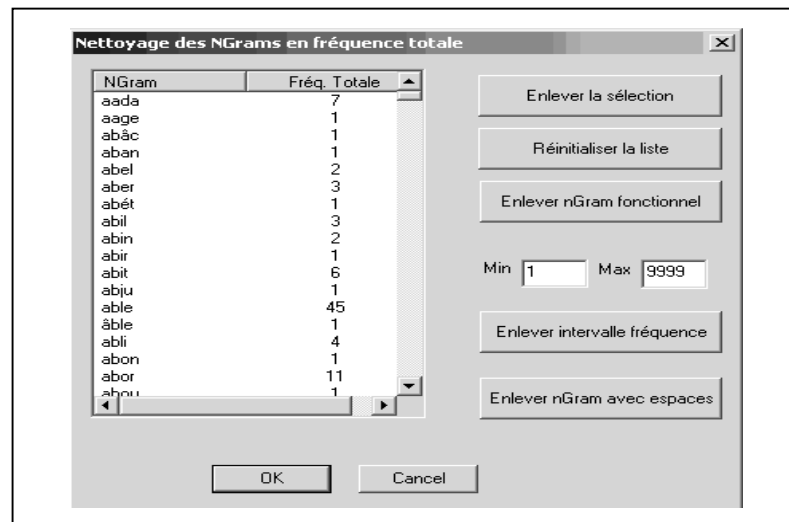 Nettoyage des NGrams en fréquence totale
NGram Fréq. Totale
aada 7
aage 1
abâc 1
aban 1
abel 2
aber 3
abét 1
abil 3
abin 2
abir 1
abit 6
abju 1
able 45
âble 1
abli 4
abon 1
abor 11
abou 1
Enlever la sélection
Réinitialiser la liste
Enlever nGram fonctionnel
Min 1 Max 9999
Enlever intervalle fréquence
Enlever nGram avec espaces
OK Cancel